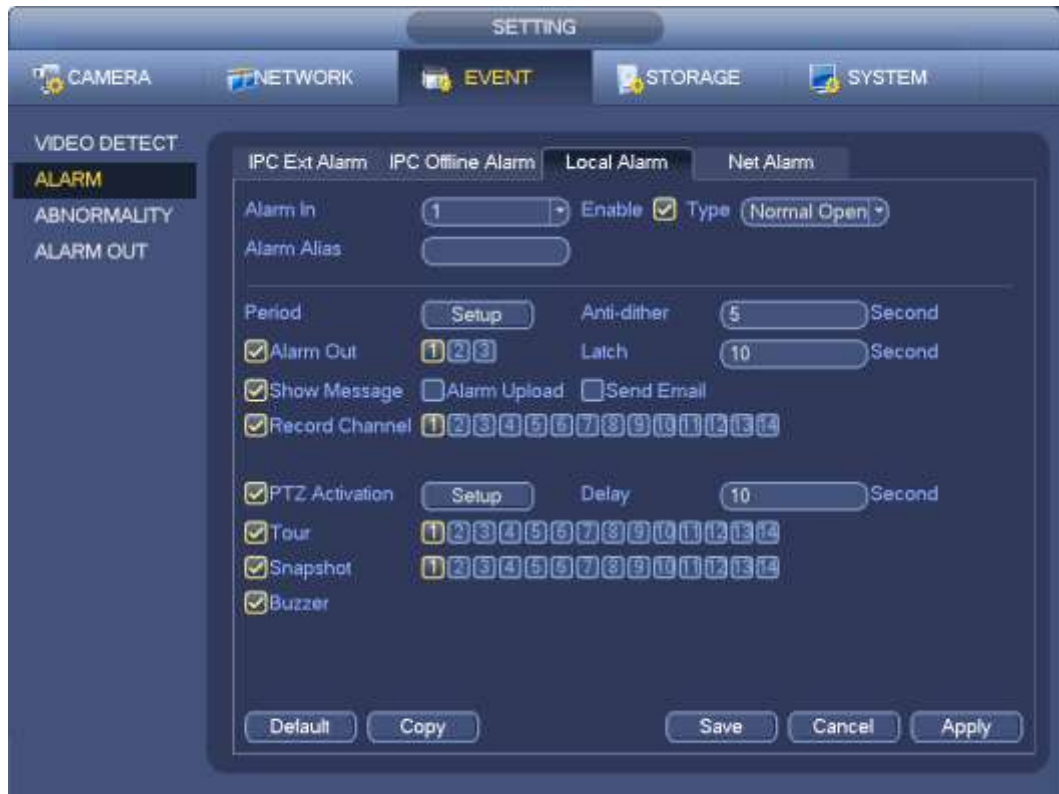 SETTING
CAMERA NETWORK EVENT STORAGE SYSTEM
VIDEO DETECT
ALARM
ABNORMALITY
ALARM OUT
IPC Ext Alarm IPC Offline Alarm Local Alarm Net Alarm
Alarm In 1 Enable Type Normal Open
Alarm Alias
Period Setup Anti-dither 5 Second
Alarm Out 1 2 3 Latch 10 Second
Show Message Alarm Upload Send Email
Record Channel 1 2 3 4 5 6 7 8 9 10 11 12 13 14
PTZ Activation Setup Delay 10 Second
Tour 1 2 3 4 5 6 7 8 9 10 11 12 13 14
Snapshot 1 2 3 4 5 6 7 8 9 10 11 12 13 14
Buzzer
Default Copy Save Cancel Apply